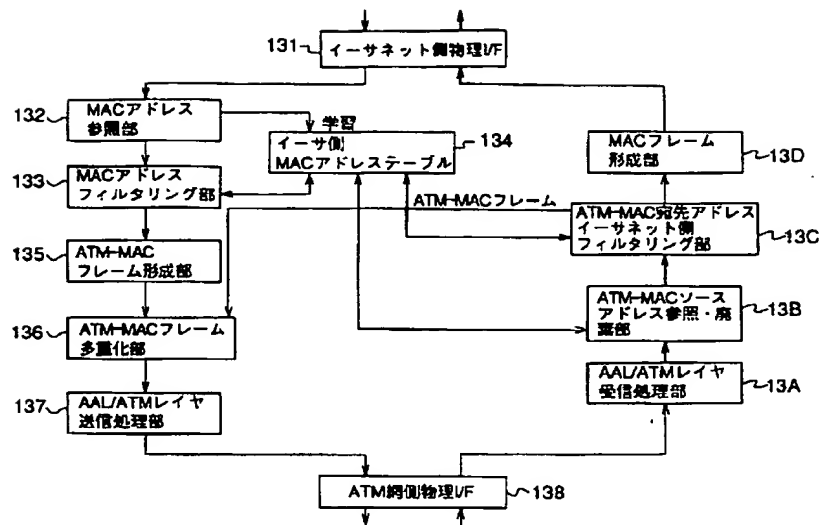 131
イーサネット側物理I/F
132
MACアドレス
参照部
学習
134
イーサ側
MACアドレステーブル
MACフレーム
形成部
13D
133
MACアドレス
フィルタリング部
ATM-MACフレーム
ATM-MAC宛先アドレス
イーサネット側
フィルタリング部
13C
135
ATM-MAC
フレーム形成部
ATM-MACソース
アドレス参照・廃
棄部
13B
136
ATM-MACフレーム
多重化部
137
AAL/ATMレイヤ
送信処理部
AAL/ATMレイヤ
受信処理部
13A
ATM網側物理I/F
138